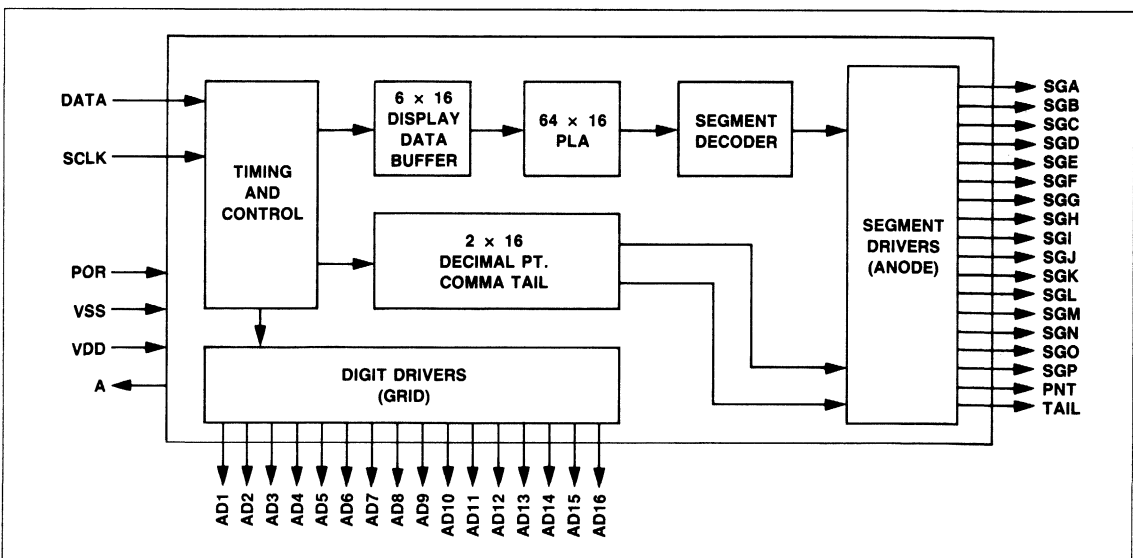 DATA
SCLK
POR
VSS
VDD
A
TIMING
AND
CONTROL
6 × 16
DISPLAY
DATA
BUFFER
64 × 16
PLA
SEGMENT
DECODER
2 × 16
DECIMAL PT.
COMMA TAIL
DIGIT DRIVERS
(GRID)
SEGMENT
DRIVERS
(ANODE)
SGA
SGB
SGC
SGD
SGE
SGF
SGG
SGH
SGI
SGJ
SGK
SGL
SGM
SGN
SGO
SGP
PNT
TAIL
AD1
AD2
AD3
AD4
AD5
AD6
AD7
AD8
AD9
AD10
AD11
AD12
AD13
AD14
AD15
AD16